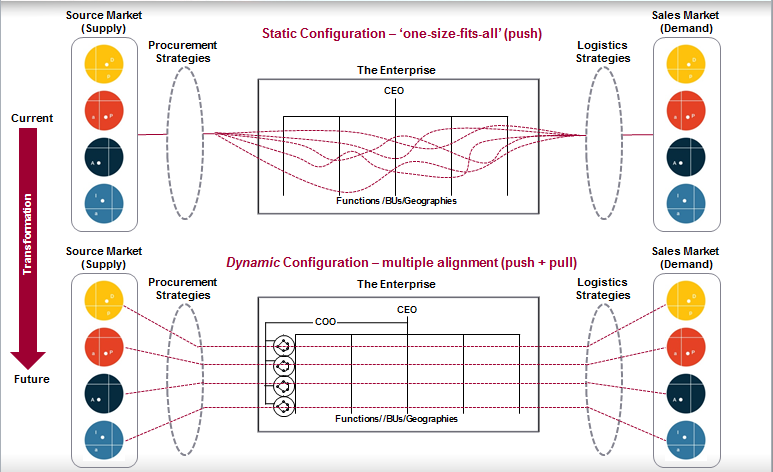 Source Market
(Supply)
Sales Market
(Demand)
Static Configuration – ‘one-size-fits-all’ (push)
Procurement
Strategies
Logistics
Strategies
The Enterprise
CEO
Current
P
A
Functions /BUs/Geographies
Transformation
Source Market
(Supply)
Sales Market
(Demand)
Dynamic Configuration – multiple alignment (push + pull)
Procurement
Strategies
Logistics
Strategies
The Enterprise
CEO
COO
Future
P
A
Functions//BUs/Geographies